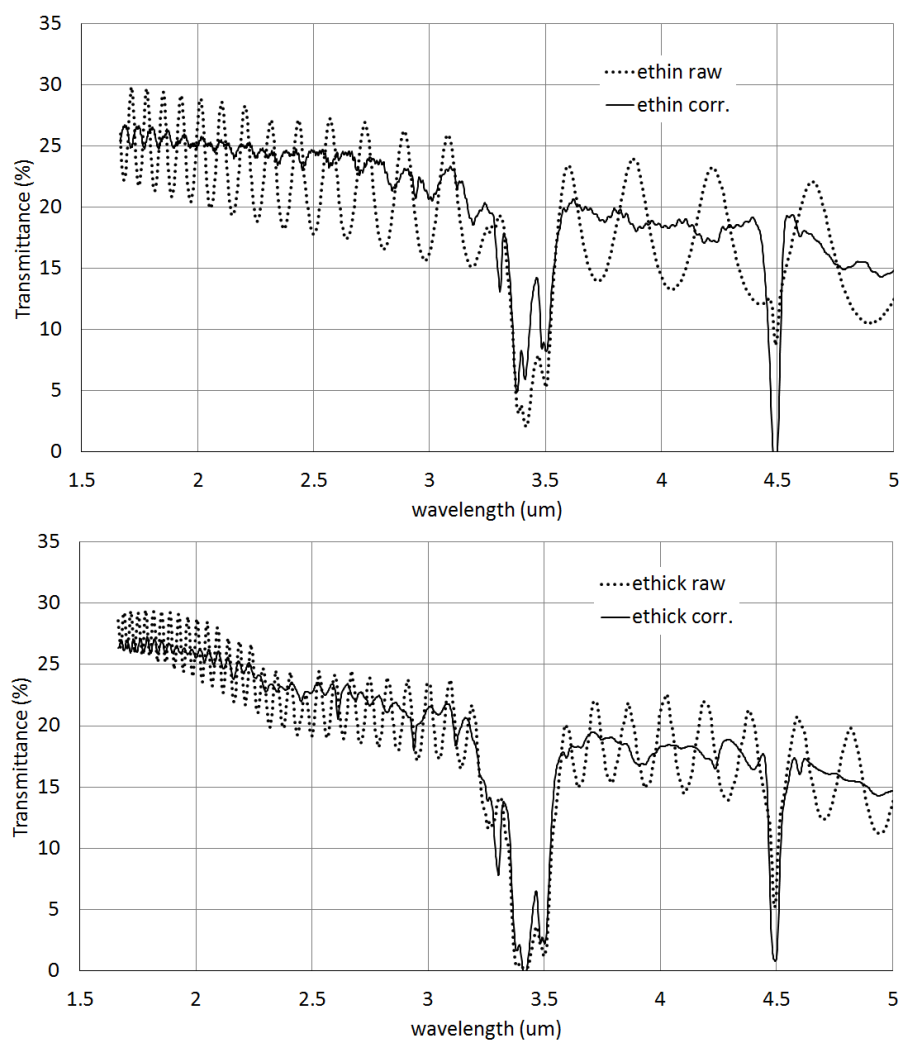 35
30
25
20
15
10
5
0
Transmittance (%)
ethin raw
ethin corr.
1.5 2 2.5 3 3.5 4 4.5 5
wavelength (um)
35
30
25
20
15
10
5
0
Transmittance (%)
ethick raw
ethick corr.
1.5 2 2.5 3 3.5 4 4.5 5
wavelength (um)